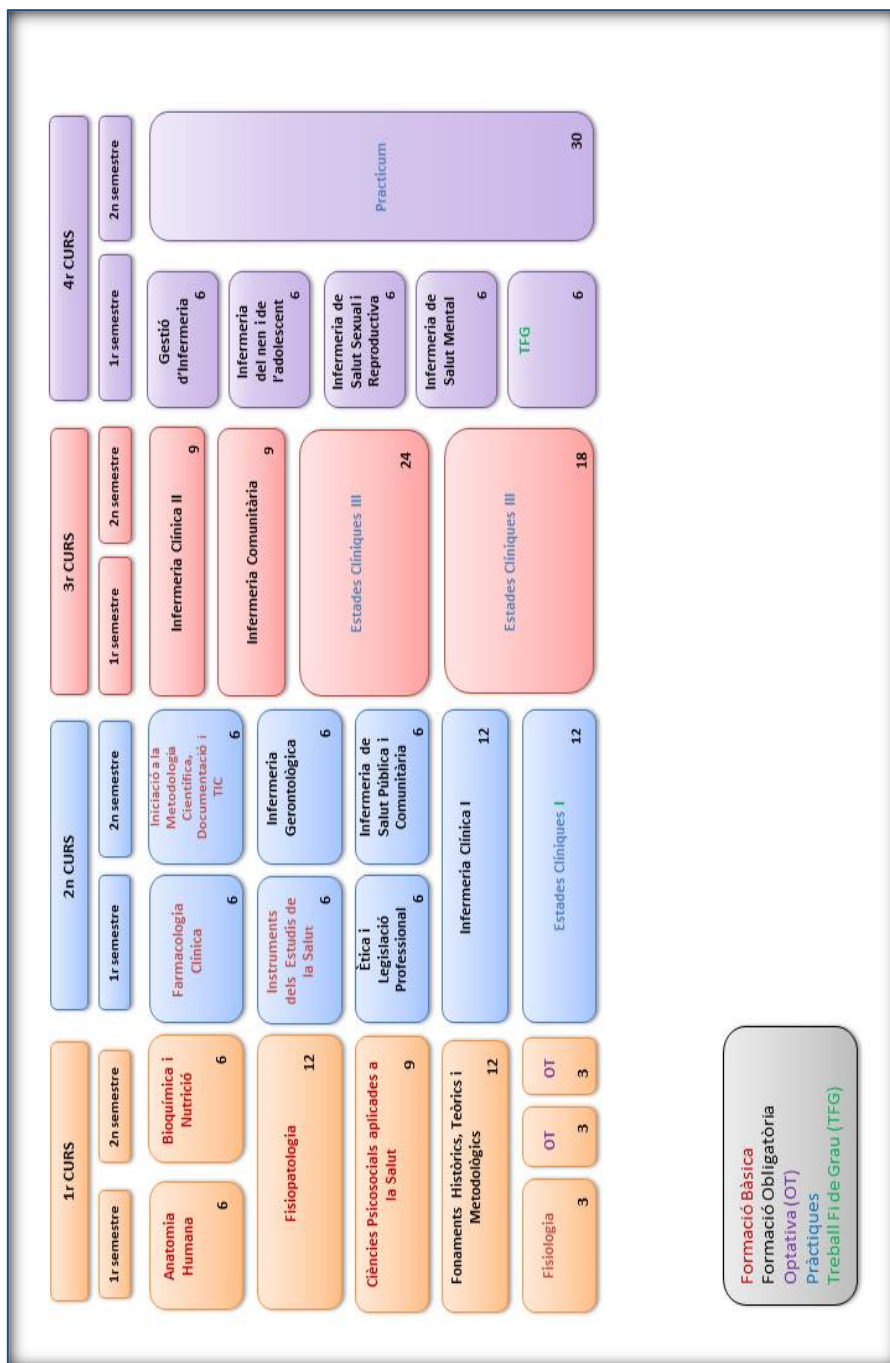 1r CURS
1r semestre
2n semestre
Anatomia
Humana
6
Bioquímica i
Nutrició
6
Fisiopatologia
12
Ciències Psicosocials aplicades a
la Salut
9
Fonaments Històrics, Teòrics i
Metodològics
12
Fisiologia
3
OT
3
OT
3
2n CURS
1r semestre
2n semestre
Farmacologia
Clínica
6
Iniciació a la
Metodologia
Científica,
Documentació i
TIC
6
Instruments
dels Estudis de
la Salut
6
Infermeria
Gerontològica
6
Ètica i
Legislació
Professional
6
Infermeria de
Salut Pública i
Comunitària
6
Infermeria Clínica I
12
Estades Clíniques I
12
3r CURS
1r semestre
2n semestre
Infermeria Clínica II
9
Infermeria Comunitària
9
Estades Clíniques III
24
Estades Clíniques III
18
4r CURS
1r semestre
2n semestre
Gestió
d'Infermeria
6
Infermeria
del nen i de
l'adolescent
6
Infermeria de
Salut Sexual i
Reproductiva
6
Infermeria de
Salut Mental
6
TFG
6
Practicum
30
Formació Bàsica
Formació Obligatòria
Optativa (OT)
Pràctiques
Treball Fi de Grau (TFG)